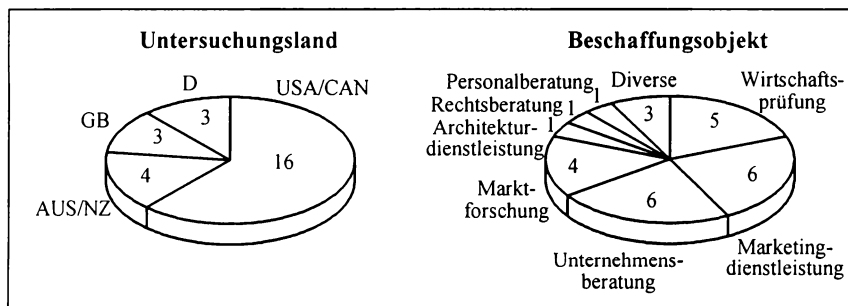 Untersuchungsland
D
USA/CAN
GB
3
3
16
4
AUS/NZ
Beschaffungsobjekt
Personalberatung
Diverse
Wirtschafts-
prüfung
Rechtsberatung
1
1
1
3
5
Architektur-
dienstleistung
4
6
6
Markt-
forschung
Unternehmens-
beratung
Marketing-
dienstleistung